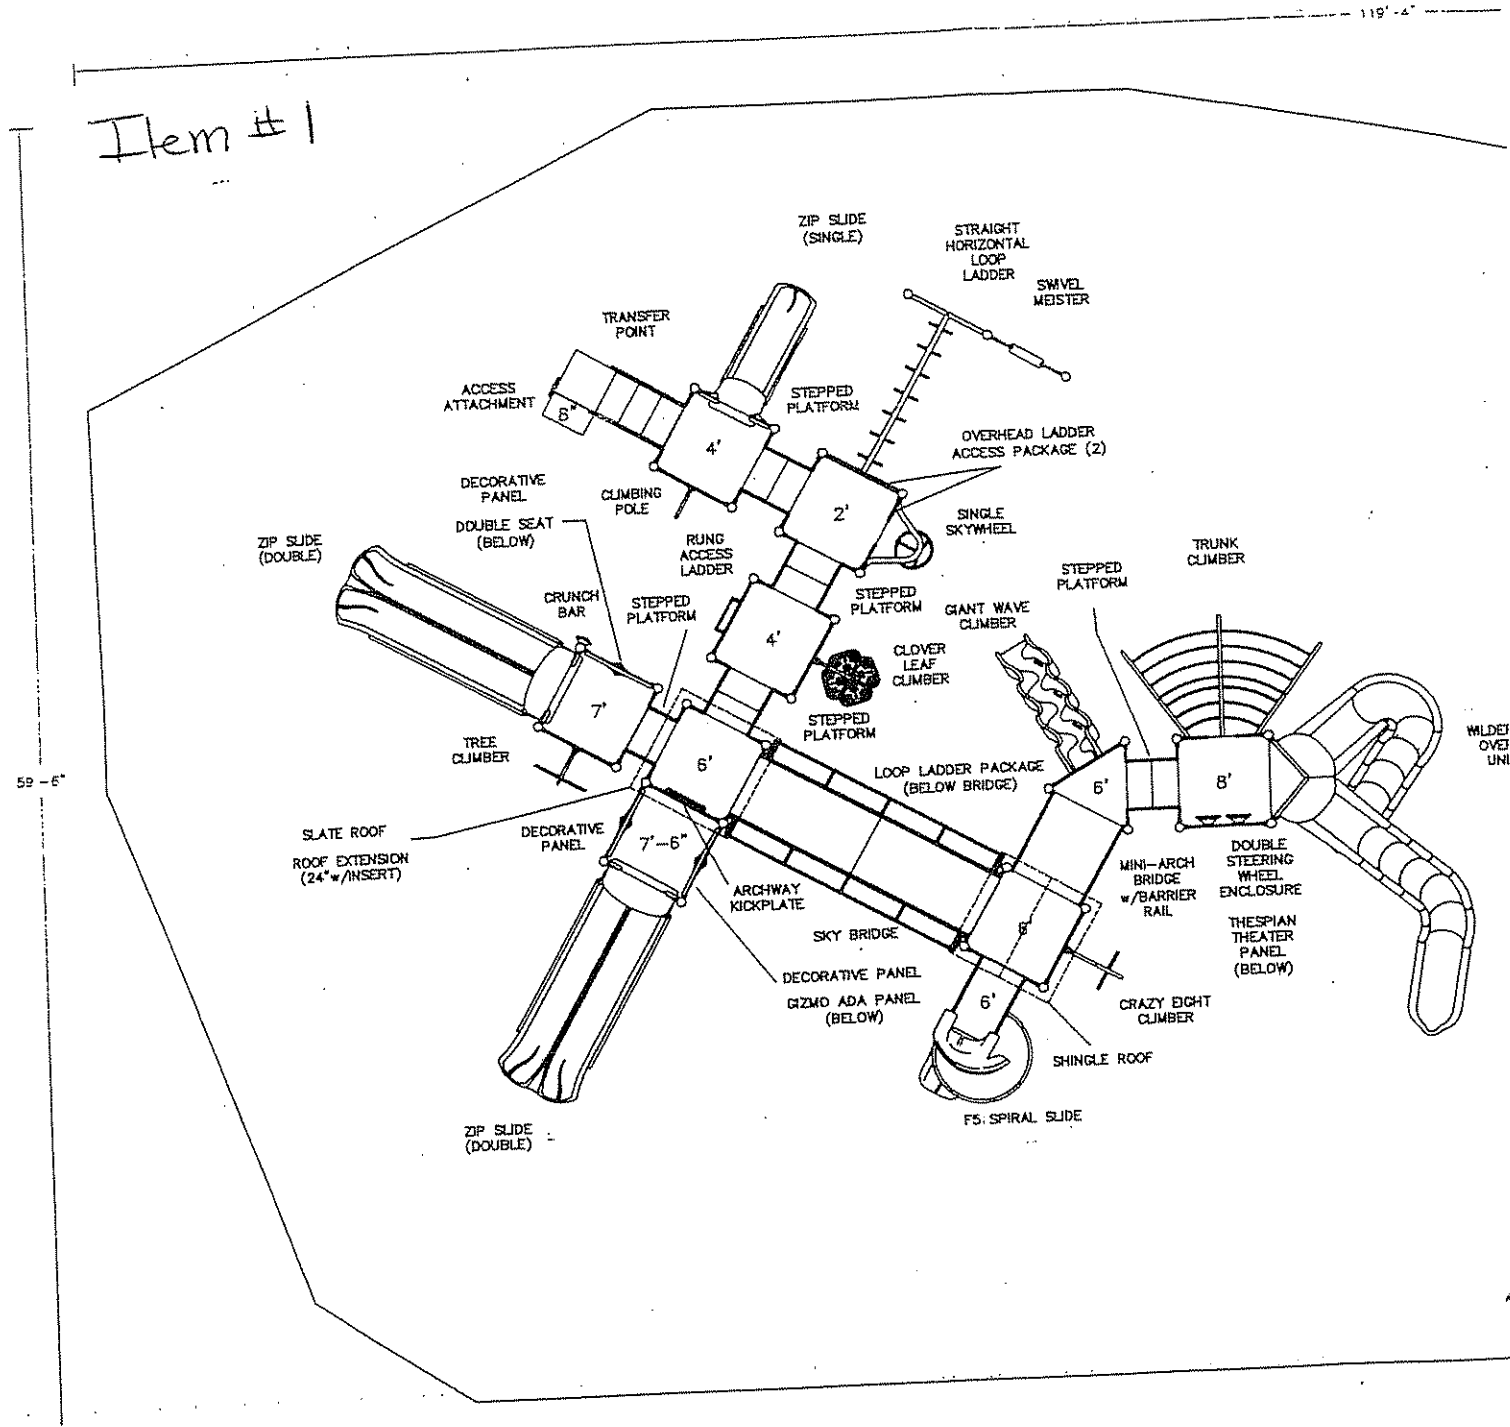 119'-4"
Item #1
ZIP SLIDE
(SINGLE)
STRAIGHT
HORIZONTAL
LOOP
LADDER
SWIVEL
MEISTER
TRANSFER
POINT
ACCESS
ATTACHMENT
8"
STEPPED
PLATFORM
4'
OVERHEAD LADDER
ACCESS PACKAGE (2)
DECORATIVE
PANEL
CLIMBING
POLE
2'
SINGLE
SKYWHEEL
DOUBLE SEAT
(BELOW)
ZIP SLIDE
(DOUBLE)
RUNG
ACCESS
LADDER
TRUNK
CLIMBER
STEPPED
PLATFORM
CRUNCH
BAR
STEPPED
PLATFORM
STEPPED
PLATFORM
GIANT WAVE
CLIMBER
4'
CLOVER
LEAF
CLIMBER
7'
STEPPED
PLATFORM
TREE
CLIMBER
6'
LOOP LADDER PACKAGE
(BELOW BRIDGE)
6'
8'
WILDER
OVE
UNI
59'-6"
SLATE ROOF
DECORATIVE
PANEL
7'-6"
ROOF EXTENSION
(24" w/INSERT)
ARCHWAY
KICKPLATE
MINI-ARCH
BRIDGE
w/BARRIER
RAIL
DOUBLE
STEERING
WHEEL
ENCLOSURE
THESPIAN
THEATER
PANEL
(BELOW)
SKY BRIDGE
DECORATIVE PANEL
GIZMO ADA PANEL
(BELOW)
6'
CRAZY EIGHT
CLIMBER
SHINGLE ROOF
F5: SPIRAL SLIDE
ZIP SLIDE
(DOUBLE)